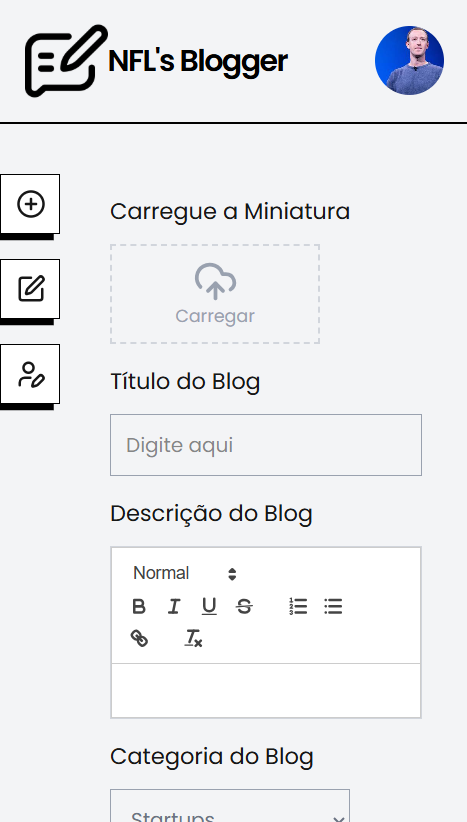 NFL's Blogger
Carregue a Miniatura
Carregar
Título do Blog
Digite aqui
Descrição do Blog
Normal
B I U S
Categoria do Blog
Startups